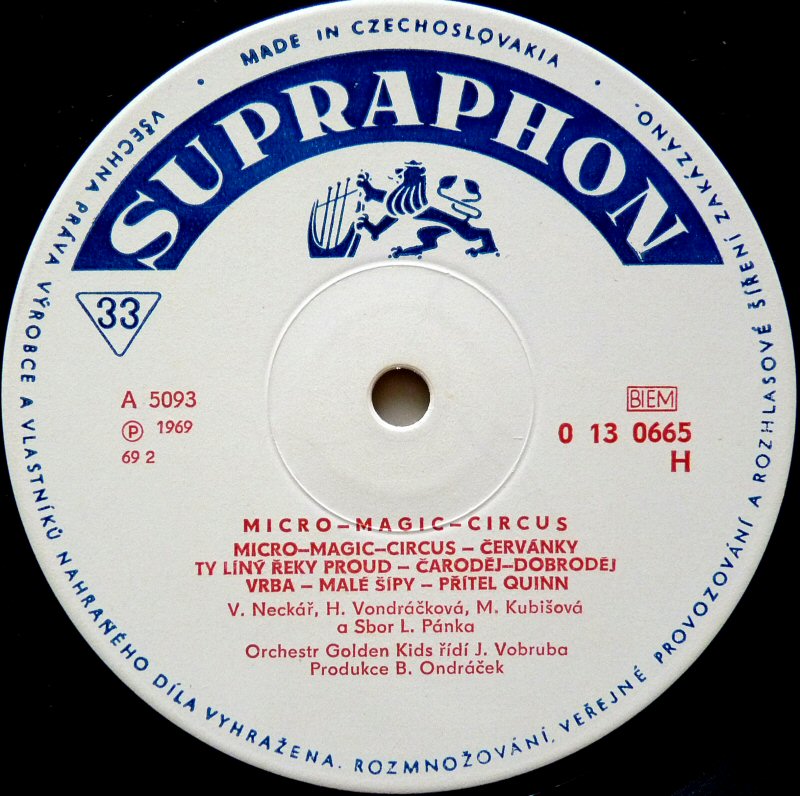 MADE IN CZECHOSLOVAKIA
SUPRAPHON
33
A 5093
Ⓟ 1969
69 2
BIEM
0 13 0665
H
MICRO–MAGIC–CIRCUS
MICRO–MAGIC–CIRCUS – ČERVÁNKY
TY LÍNÝ ŘEKY PROUD – ČARODĚJ–DOBRODĚJ
VRBA – MALÉ ŠÍPY – PŘÍTEL QUINN
V. Neckář, H. Vondráčková, M. Kubišová
a Sbor L. Pánka
Orchestr Golden Kids řídí J. Vobruba
Produkce B. Ondráček
VŠECHNA PRÁVA VÝROBCE A VLASTNÍKŮ NAHRANÉHO DÍLA VYHRAŽENA. ROZMNOŽOVÁNÍ, VEŘEJNÉ PROVOZOVÁNÍ A ROZHLASOVÉ ŠÍŘENÍ ZAKÁZÁNO.